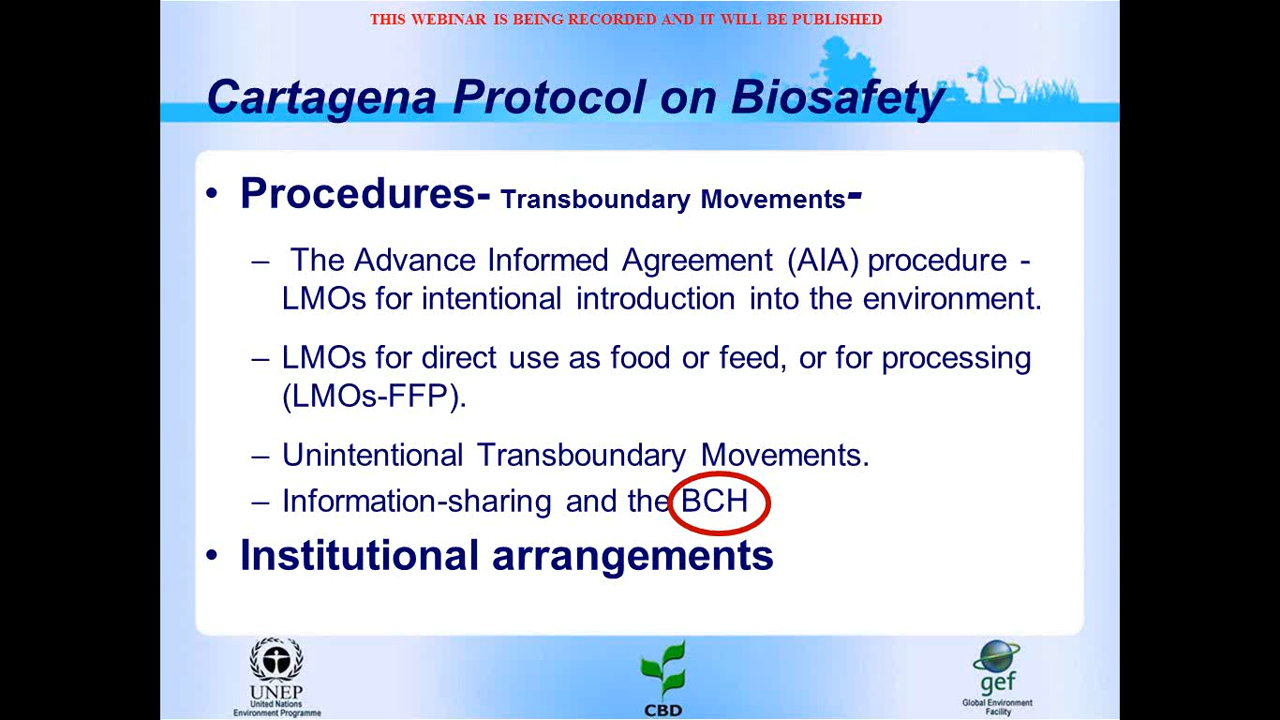 THIS WEBINAR IS BEING RECORDED AND IT WILL BE PUBLISHED
Cartagena Protocol on Biosafety
• Procedures- Transboundary Movements-
– The Advance Informed Agreement (AIA) procedure -
LMOs for intentional introduction into the environment.
– LMOs for direct use as food or feed, or for processing
(LMOs-FFP).
– Unintentional Transboundary Movements.
– Information-sharing and the BCH
• Institutional arrangements
UNEP
United Nations
Environment Programme
CBD
gef
Global Environment
Facility